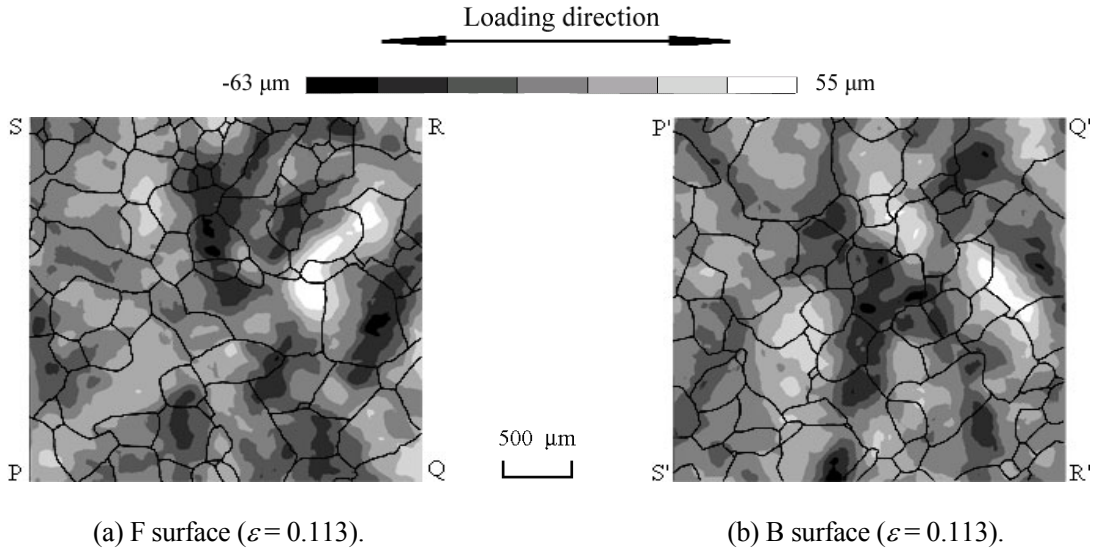 Loading direction
-63 μm 55 μm
S R P' Q'
500 μm
P Q S' R'
(a) F surface (ε = 0.113). (b) B surface (ε = 0.113).